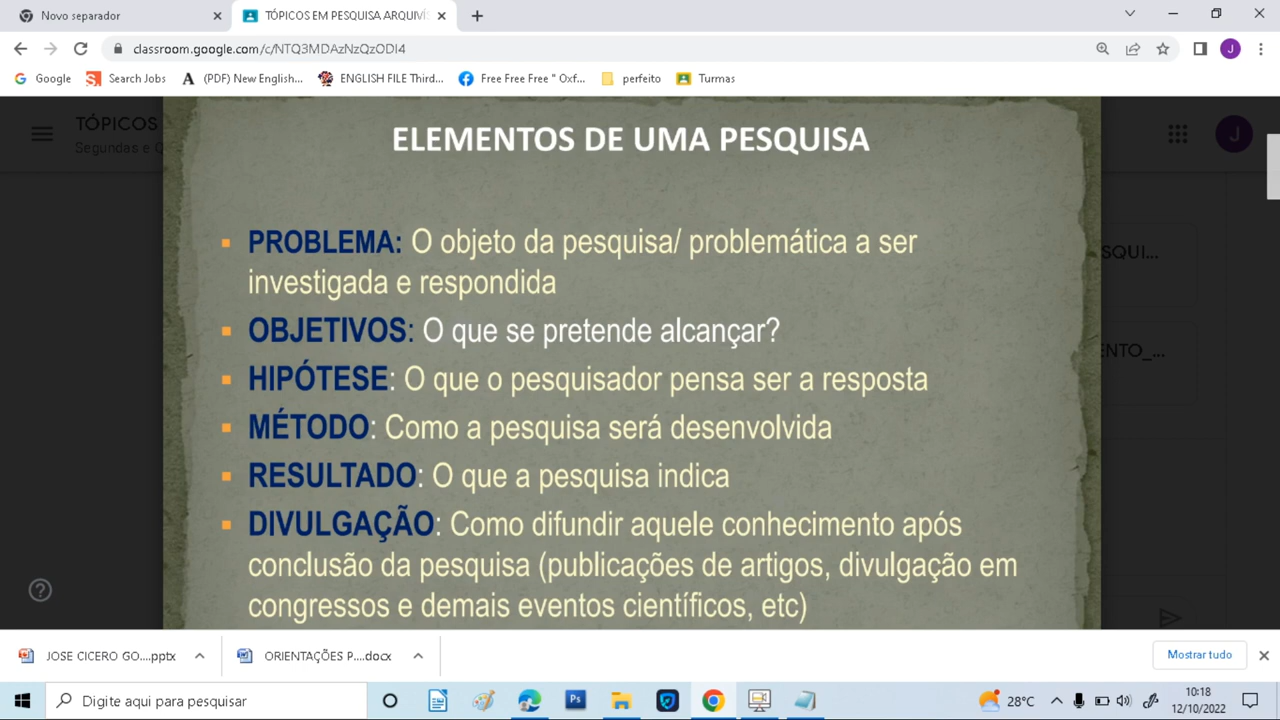 Novo separador
TÓPICOS EM PESQUISA ARQUIVÍS
classroom.google.com/c/NTQ3MDAzNzQzODI4
Google
Search Jobs
(PDF) New English...
ENGLISH FILE Third...
Free Free Free " Oxf...
perfeito
Turmas
J
TÓPICOS
Segundas e Q
J
ELEMENTOS DE UMA PESQUISA
PROBLEMA: O objeto da pesquisa/ problemática a ser
investigada e respondida
SQUI...
OBJETIVOS: O que se pretende alcançar?
ENTO_...
HIPÓTESE: O que o pesquisador pensa ser a resposta
MÉTODO: Como a pesquisa será desenvolvida
RESULTADO: O que a pesquisa indica
DIVULGAÇÃO: Como difundir aquele conhecimento após
conclusão da pesquisa (publicações de artigos, divulgação em
congressos e demais eventos científicos, etc)
JOSE CICERO GO....pptx
ORIENTAÇÕES P....docx
Mostrar tudo
Digite aqui para pesquisar
Ps
28°C
10:18
12/10/2022